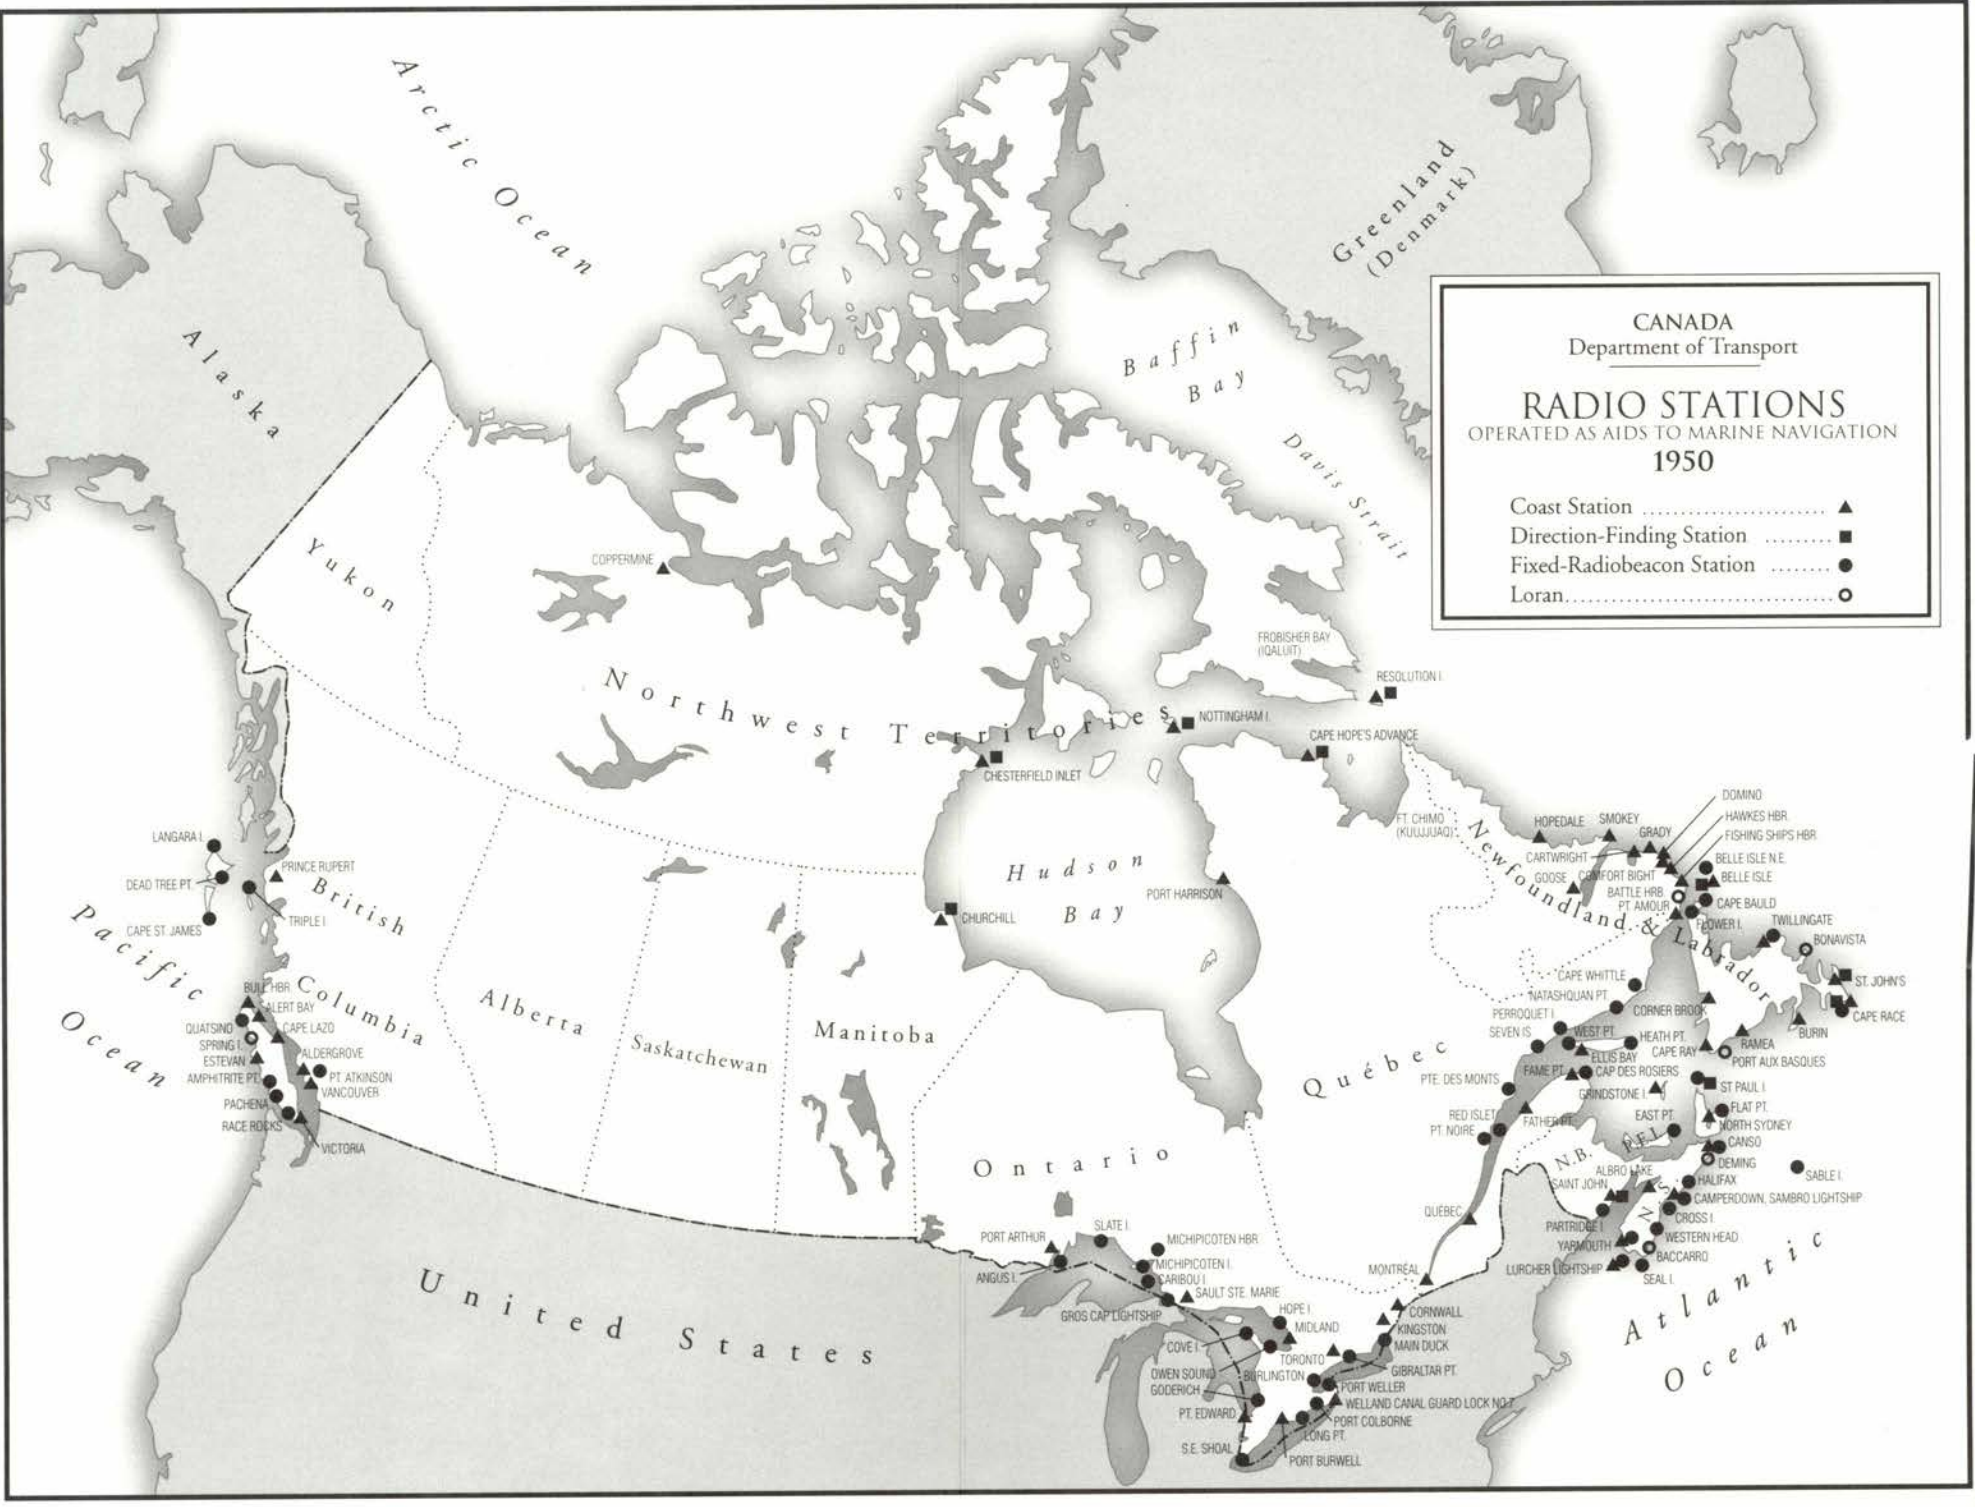 Arctic Ocean
Greenland
(Denmark)
Alaska
Baffin
Bay
Davis Strait
CANADA
Department of Transport
RADIO STATIONS
OPERATED AS AIDS TO MARINE NAVIGATION
1950
Coast Station
Direction-Finding Station
Fixed-Radiobeacon Station
Loran
Yukon
COPPERMINE
Northwest Territories
FROBISHER BAY
(IQALUIT)
RESOLUTION I.
NOTTINGHAM I.
CAPE HOPE'S ADVANCE
CHESTERFIELD INLET
FT. CHIMO
(KUUJJUAQ)
Newfoundland & Labrador
HOPEDALE
SMOKEY
GRADY
DOMINO
HAWKES HBR.
FISHING SHIPS HBR.
CARTWRIGHT
BELLE ISLE N.E.
GOOSE
COMFORT BIGHT
BELLE ISLE
BATTLE HRB.
PT. AMOUR
CAPE BAULD
FLOWER I.
TWILLINGATE
BONAVISTA
ST. JOHN'S
CAPE RACE
BURIN
LANGARA I.
DEAD TREE PT.
CAPE ST. JAMES
PRINCE RUPERT
TRIPLE I.
British
Columbia
Pacific
Ocean
Alberta
Saskatchewan
Manitoba
Hudson
Bay
PORT HARRISON
CHURCHILL
BULL HBR.
ALERT BAY
QUATSINO
CAPE LAZO
SPRING I.
ESTEVAN
ALDERGROVE
AMPHITRITE PT.
PT. ATKINSON
VANCOUVER
PACHENA
RACE ROCKS
VICTORIA
CAPE WHITTLE
NATASHQUAN PT.
PERROQUET I.
CORNER BROOK
SEVEN IS
WEST PT.
HEATH PT.
RAMEA
ELLIS BAY
CAPE RAY
PORT AUX BASQUES
FAME PT.
CAP DES ROSIERS
PTE. DES MONTS
GRINDSTONE I.
ST PAUL I.
RED ISLET
FATHER PT.
EAST PT.
FLAT PT.
NORTH SYDNEY
PT. NOIRE
Québec
Ontario
N.B.
P.E.I.
N.S.
CANSO
DEMING
ALBRO LAKE
SABLE I.
SAINT JOHN
HALIFAX
CAMPERDOWN, SAMBRO LIGHTSHIP
QUÉBEC
PARTRIDGE I.
CROSS I.
WESTERN HEAD
YARMOUTH
BACCARRO
LURCHER LIGHTSHIP
SEAL I.
Atlantic
Ocean
PORT ARTHUR
SLATE I.
MICHIPICOTEN HBR
MICHIPICOTEN I.
ANGUS I.
CARIBOU I.
SAULT STE. MARIE
GROS CAP LIGHTSHIP
MONTRÉAL
HOPE I.
MIDLAND
CORNWALL
KINGSTON
COVE I.
MAIN DUCK
TORONTO
OWEN SOUND
BURLINGTON
GIBRALTAR PT.
GODERICH
PORT WELLER
WELLAND CANAL GUARD LOCK NO.7
PT. EDWARD
PORT COLBORNE
LONG PT.
S.E. SHOAL
PORT BURWELL
United States